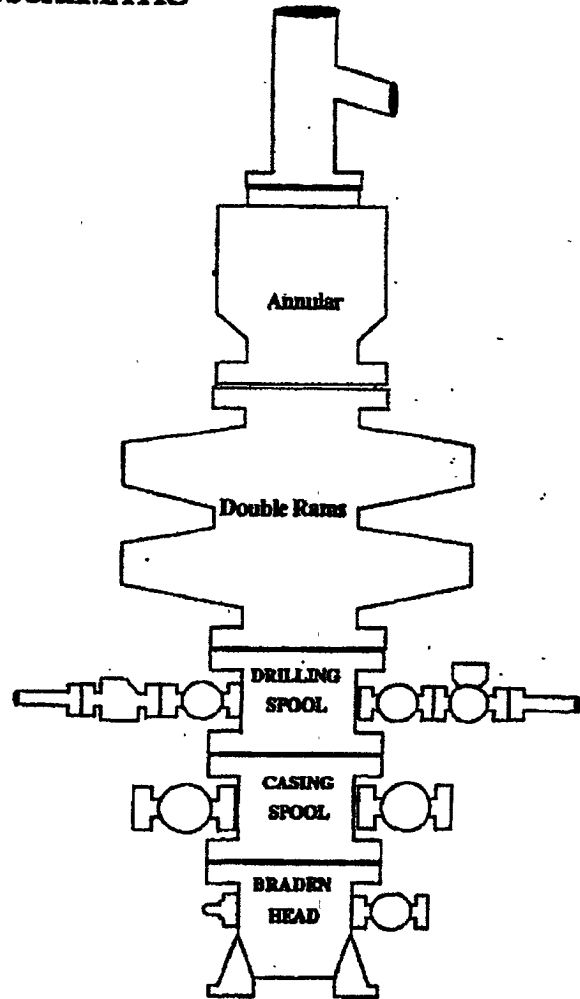 Annular
Double Rams
DRILLING
SPOOL
CASING
SPOOL
BRADEN
HEAD